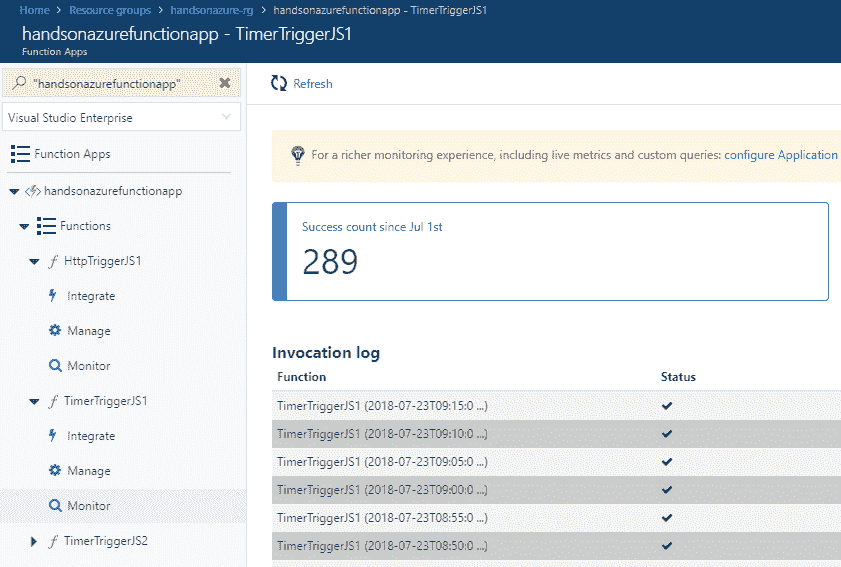 Home > Resource groups > handsonazure-rg > handsonazurefunctionapp - TimerTriggerJS1
handsonazurefunctionapp - TimerTriggerJS1
Function Apps
"handsonazurefunctionapp"
Visual Studio Enterprise
Function Apps
handsonazurefunctionapp
Functions
HttpTriggerJS1
Integrate
Manage
Monitor
TimerTriggerJS1
Integrate
Manage
Monitor
TimerTriggerJS2
Refresh
For a richer monitoring experience, including live metrics and custom queries: configure Application
Success count since Jul 1st
289
Invocation log
Function Status
TimerTriggerJS1 (2018-07-23T09:15:0 ...)
TimerTriggerJS1 (2018-07-23T09:10:0 ...)
TimerTriggerJS1 (2018-07-23T09:05:0 ...)
TimerTriggerJS1 (2018-07-23T09:00:0 ...)
TimerTriggerJS1 (2018-07-23T08:55:0 ...)
TimerTriggerJS1 (2018-07-23T08:50:0 ...)